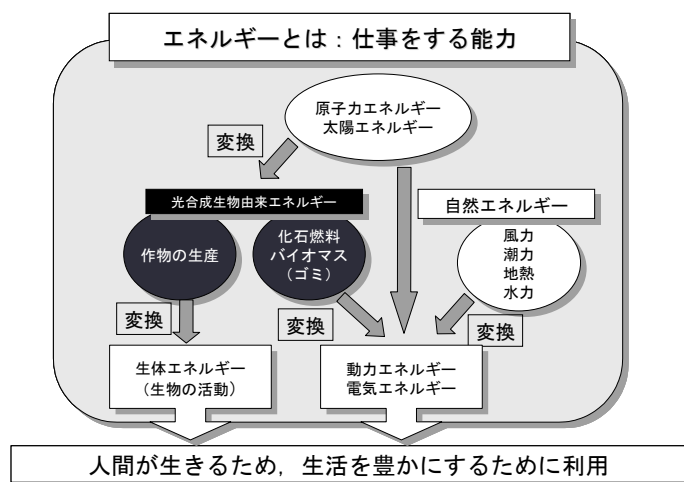 エネルギーとは：仕事をする能力
原子力エネルギー
太陽エネルギー
変換
光合成生物由来エネルギー
自然エネルギー
作物の生産
化石燃料
バイオマス
（ゴミ）
風力
潮力
地熱
水力
変換
変換
変換
生体エネルギー
（生物の活動）
動力エネルギー
電気エネルギー
人間が生きるため，生活を豊かにするために利用